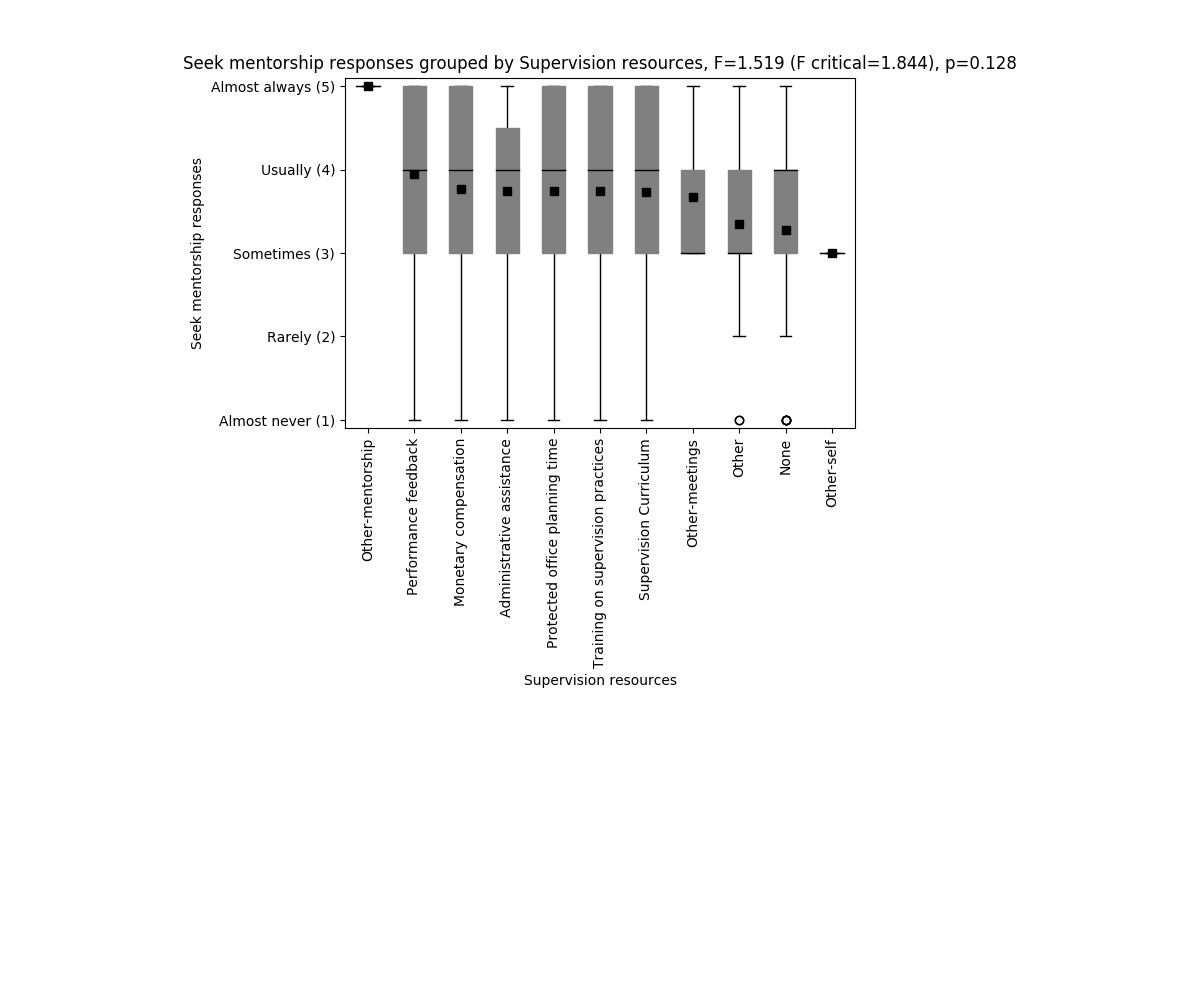 Seek mentorship responses grouped by Supervision resources, F=1.519 (F critical=1.844), p=0.128
Seek mentorship responses
Almost always (5)
Usually (4)
Sometimes (3)
Rarely (2)
Almost never (1)
Other-mentorship
Performance feedback
Monetary compensation
Administrative assistance
Protected office planning time
Training on supervision practices
Supervision Curriculum
Other-meetings
Other
None
Other-self
Supervision resources